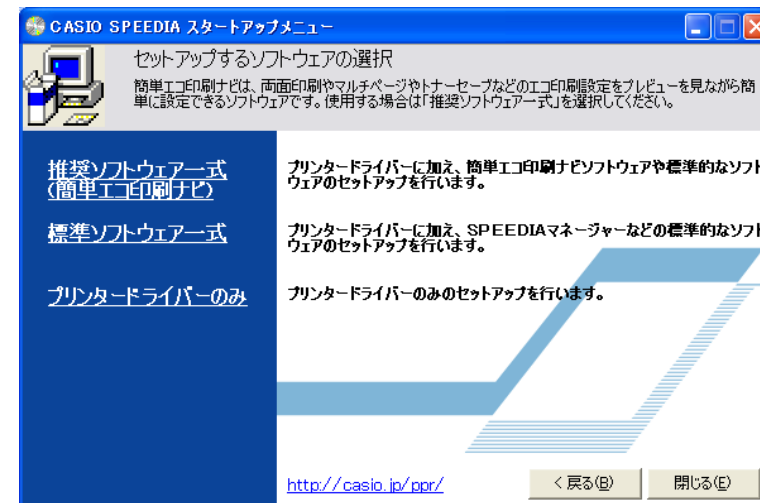 CASIO SPEEDIA スタートアップメニュー
セットアップするソフトウェアの選択
簡単エコ印刷ナビは、両面印刷やマルチページやトナーセーブなどのエコ印刷設定をプレビューを見ながら簡
単に設定できるソフトウェアです。使用する場合は「推奨ソフトウェア一式」を選択してください。
推奨ソフトウェア一式
(簡単エコ印刷ナビ)
プリンタードライバーに加え、簡単エコ印刷ナビソフトウェアや標準的なソフト
ウェアのセットアップを行います。
標準ソフトウェア一式
プリンタードライバーに加え、SPEEDIAマネージャーなどの標準的なソフト
ウェアのセットアップを行います。
プリンタードライバーのみ
プリンタードライバーのみのセットアップを行います。
http://casio.jp/ppr/
< 戻る(B)
閉じる(E)